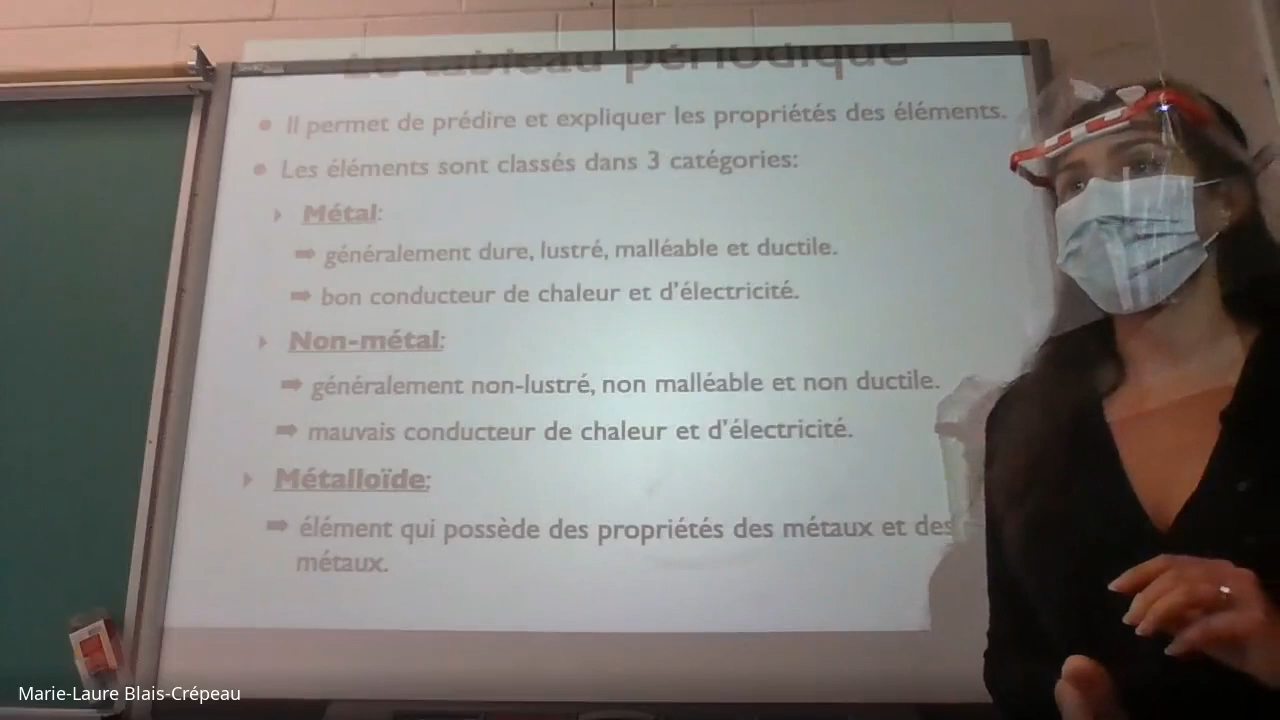 Le tableau périodique
Il permet de prédire et expliquer les propriétés des éléments.
Les éléments sont classés dans 3 catégories:
Métal:
généralement dure, lustré, malléable et ductile.
bon conducteur de chaleur et d'électricité.
Non-métal:
généralement non-lustré, non malléable et non ductile.
mauvais conducteur de chaleur et d'électricité.
Métalloïde:
élément qui possède des propriétés des métaux et des
métaux.
Marie-Laure Blais-Crépeau